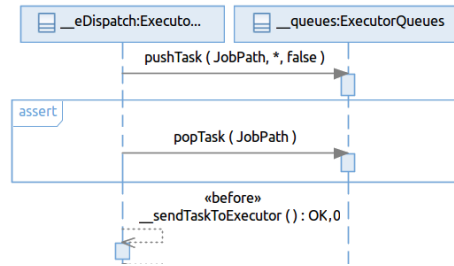 __eDispatch:Executo...
__queues:ExecutorQueues
pushTask ( JobPath, *, false )
assert
popTask ( JobPath )
«before»
__sendTaskToExecutor ( ) : OK,0